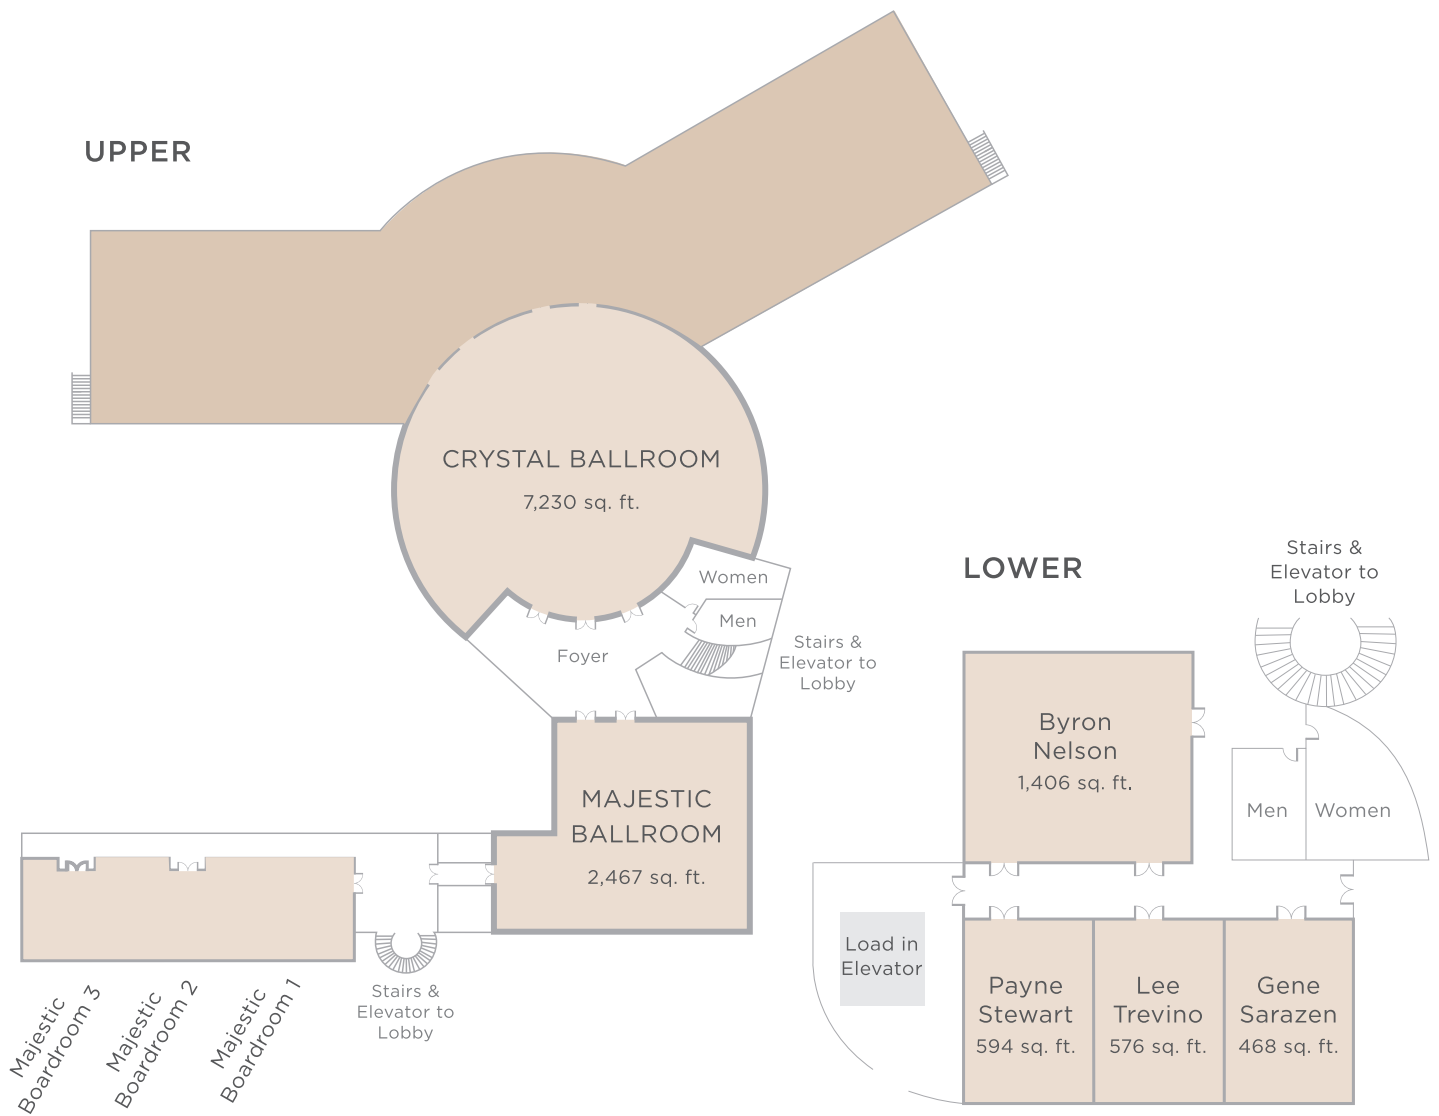 UPPER
CRYSTAL BALLROOM
7,230 sq. ft.
Women
Men
Foyer
Stairs &
Elevator to
Lobby
MAJESTIC
BALLROOM
2,467 sq. ft.
Majestic
Boardroom 3
Majestic
Boardroom 2
Majestic
Boardroom 1
Stairs &
Elevator to
Lobby
LOWER
Stairs &
Elevator to
Lobby
Byron
Nelson
1,406 sq. ft.
Men
Women
Load in
Elevator
Payne
Stewart
594 sq. ft.
Lee
Trevino
576 sq. ft.
Gene
Sarazen
468 sq. ft.